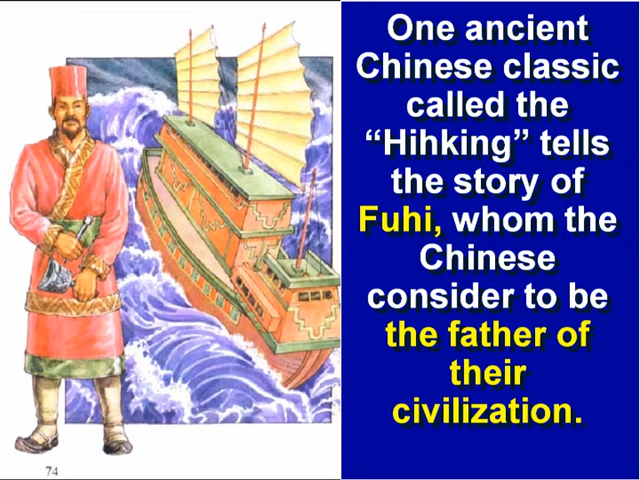 One ancient
Chinese classic
called the
“Hihking” tells
the story of
Fuhi, whom the
Chinese
consider to be
the father of
their
civilization.
74